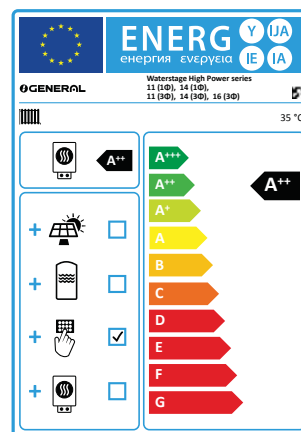 ENERG Y IJA
енергия ενεργεια IE IA
GENERAL
Waterstage High Power series
11 (1Φ), 14 (1Φ),
11 (3Φ), 14 (3Φ), 16 (3Φ)
35 °C
A++
A+++
A++
A++
A+
A
B
C
D
E
F
G